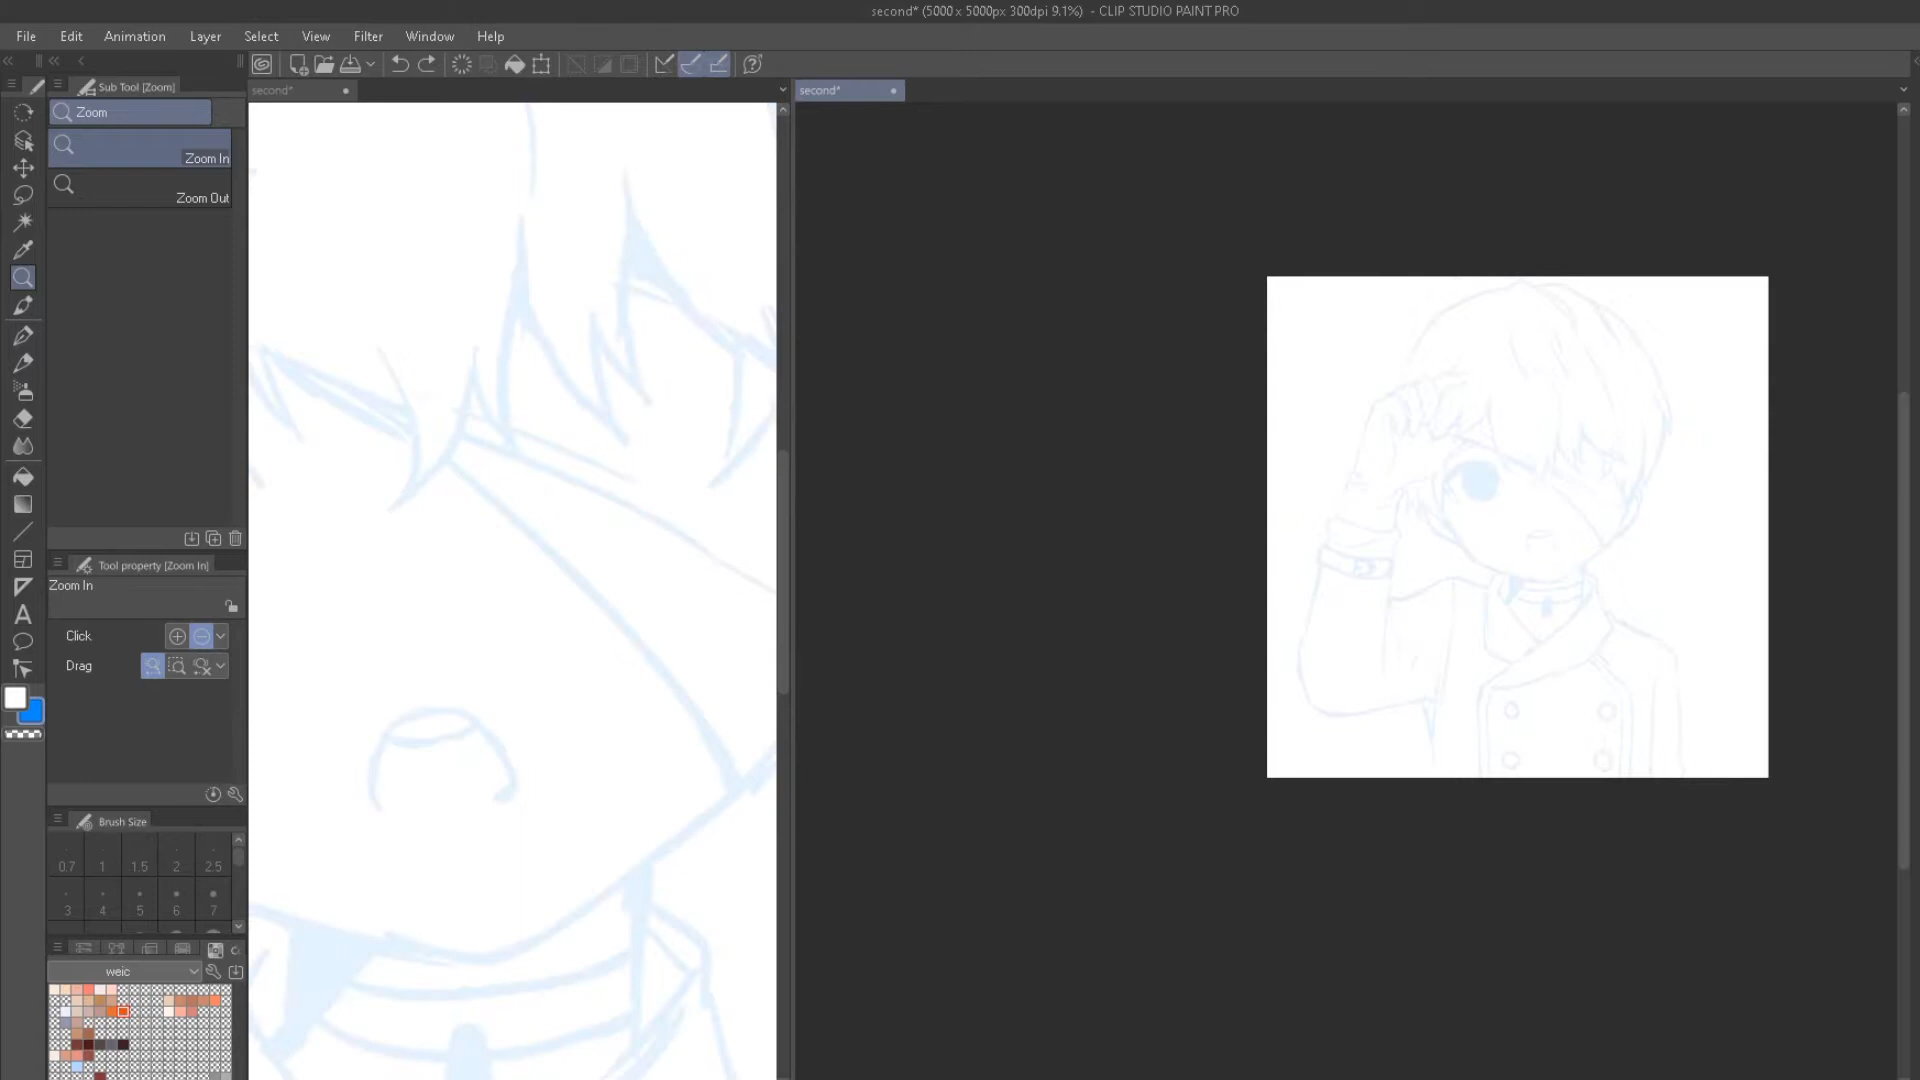 second* (5000 x 5000px 300dpi 9.1%) - CLIP STUDIO PAINT PRO
File Edit Animation Layer Select View Filter Window Help
Sub Tool [Zoom]
second*
second*
Zoom
Zoom In
Zoom Out
Tool property [Zoom In]
Zoom In
Click
Drag
Brush Size
0.7 1 1.5 2 2.5
3 4 5 6 7
weic